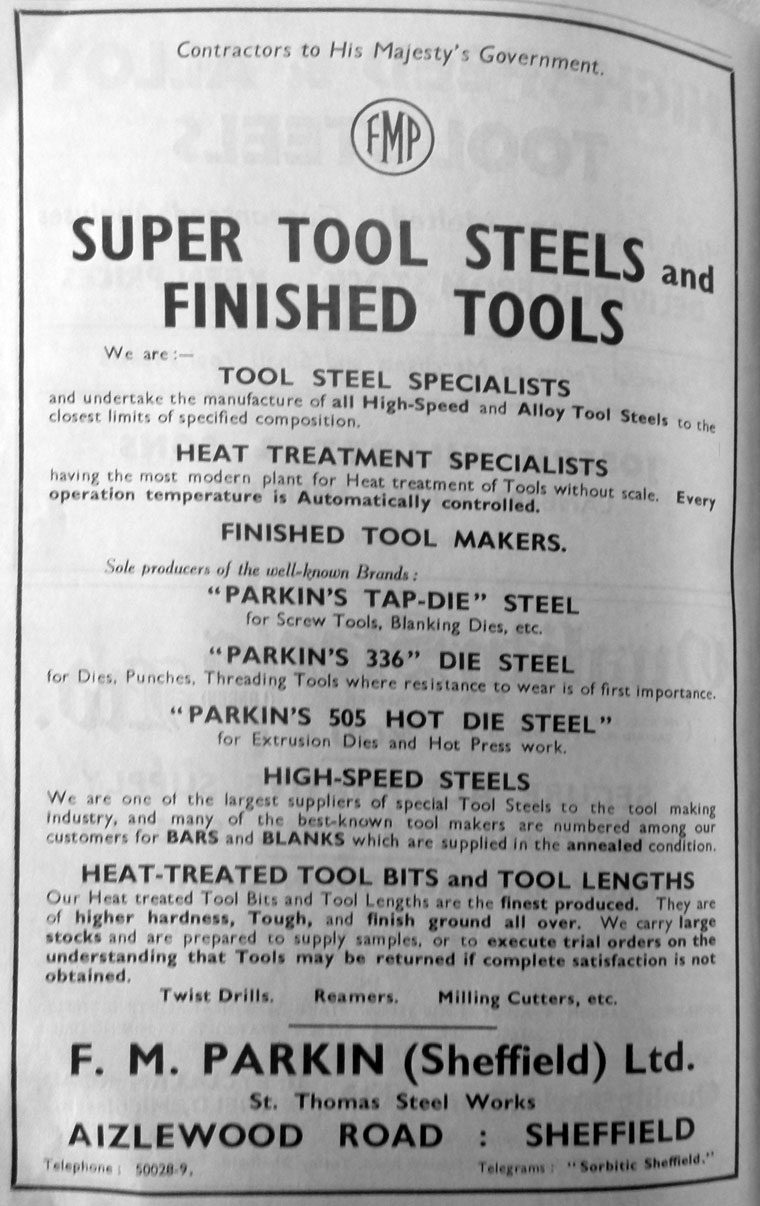 Contractors to His Majesty's Government.
FMP
SUPER TOOL STEELS and
FINISHED TOOLS
We are :—
TOOL STEEL SPECIALISTS
and undertake the manufacture of all High-Speed and Alloy Tool Steels to the
closest limits of specified composition.
HEAT TREATMENT SPECIALISTS
having the most modern plant for Heat treatment of Tools without scale. Every
operation temperature is Automatically controlled.
FINISHED TOOL MAKERS.
Sole producers of the well-known Brands :
"PARKIN'S TAP-DIE" STEEL
for Screw Tools, Blanking Dies, etc.
"PARKIN'S 336" DIE STEEL
for Dies, Punches, Threading Tools where resistance to wear is of first importance.
"PARKIN'S 505 HOT DIE STEEL"
for Extrusion Dies and Hot Press work.
HIGH-SPEED STEELS
We are one of the largest suppliers of special Tool Steels to the tool making
industry, and many of the best-known tool makers are numbered among our
customers for BARS and BLANKS which are supplied in the annealed condition.
HEAT-TREATED TOOL BITS and TOOL LENGTHS
Our Heat treated Tool Bits and Tool Lengths are the finest produced. They are
of higher hardness, Tough, and finish ground all over. We carry large
stocks and are prepared to supply samples, or to execute trial orders on the
understanding that Tools may be returned if complete satisfaction is not
obtained.
Twist Drills. Reamers. Milling Cutters, etc.
F. M. PARKIN (Sheffield) Ltd.
St. Thomas Steel Works
AIZLEWOOD ROAD : SHEFFIELD
Telephone : 50028-9. Telegrams : "Sorbitic Sheffield."